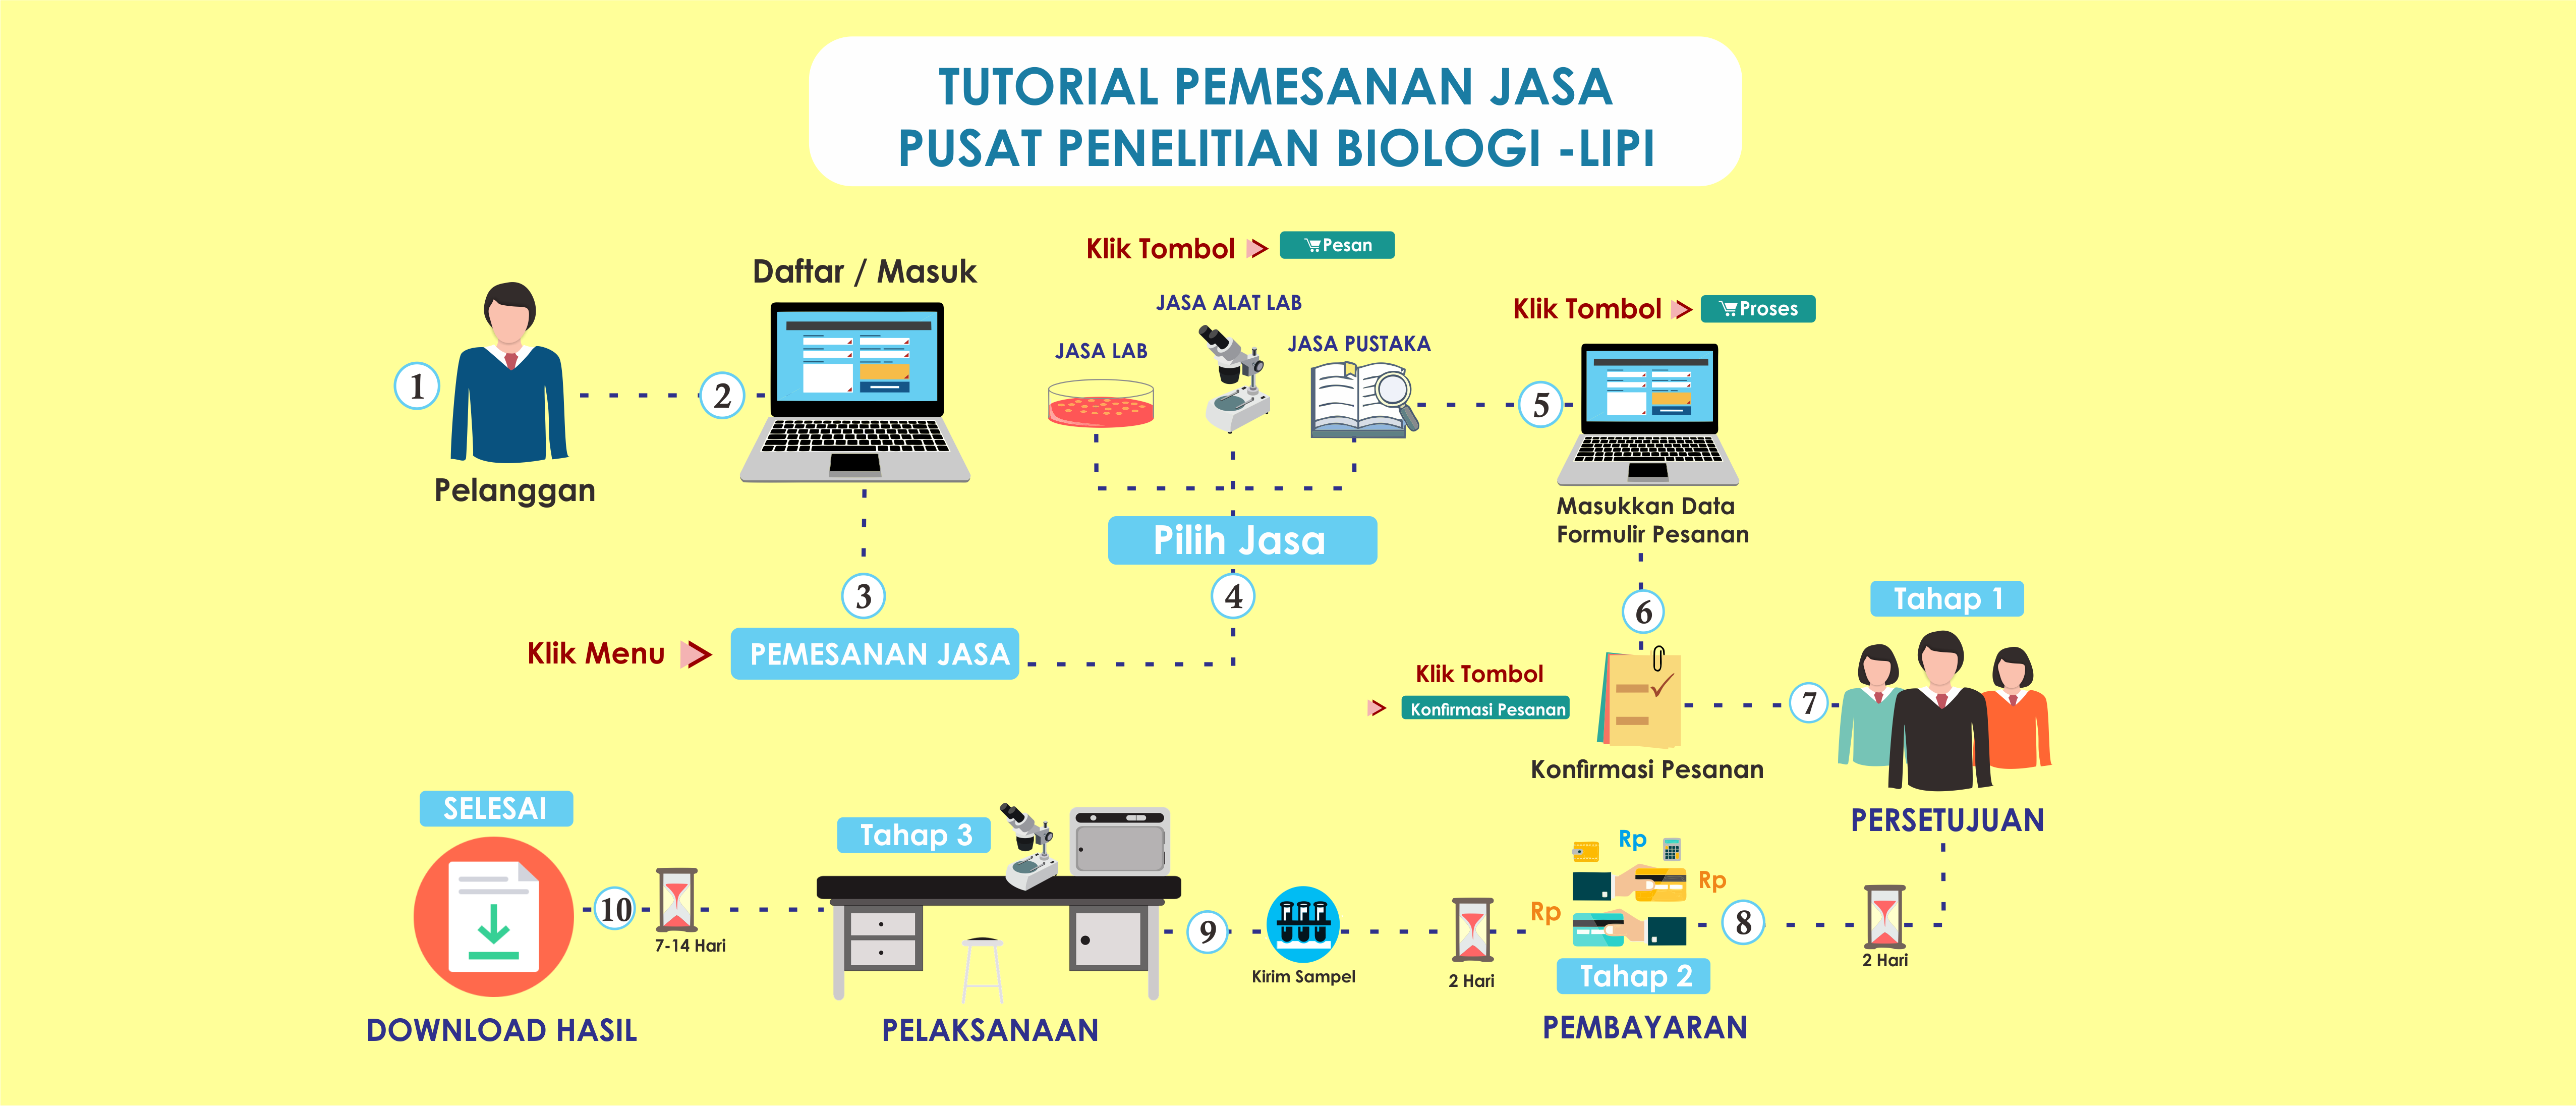 TUTORIAL PEMESANAN JASA
PUSAT PENELITIAN BIOLOGI -LIPI
1
Pelanggan
2
Daftar / Masuk
3
Klik Menu
PEMESANAN JASA
4
Pilih Jasa
Klik Tombol
Pesan
JASA LAB
JASA ALAT LAB
JASA PUSTAKA
5
Klik Tombol
Proses
Masukkan Data
Formulir Pesanan
6
Klik Tombol
Konfirmasi Pesanan
Konfirmasi Pesanan
7
Tahap 1
PERSETUJUAN
2 Hari
8
Rp
Rp
Rp
Tahap 2
PEMBAYARAN
2 Hari
Kirim Sampel
9
Tahap 3
PELAKSANAAN
7-14 Hari
10
SELESAI
DOWNLOAD HASIL